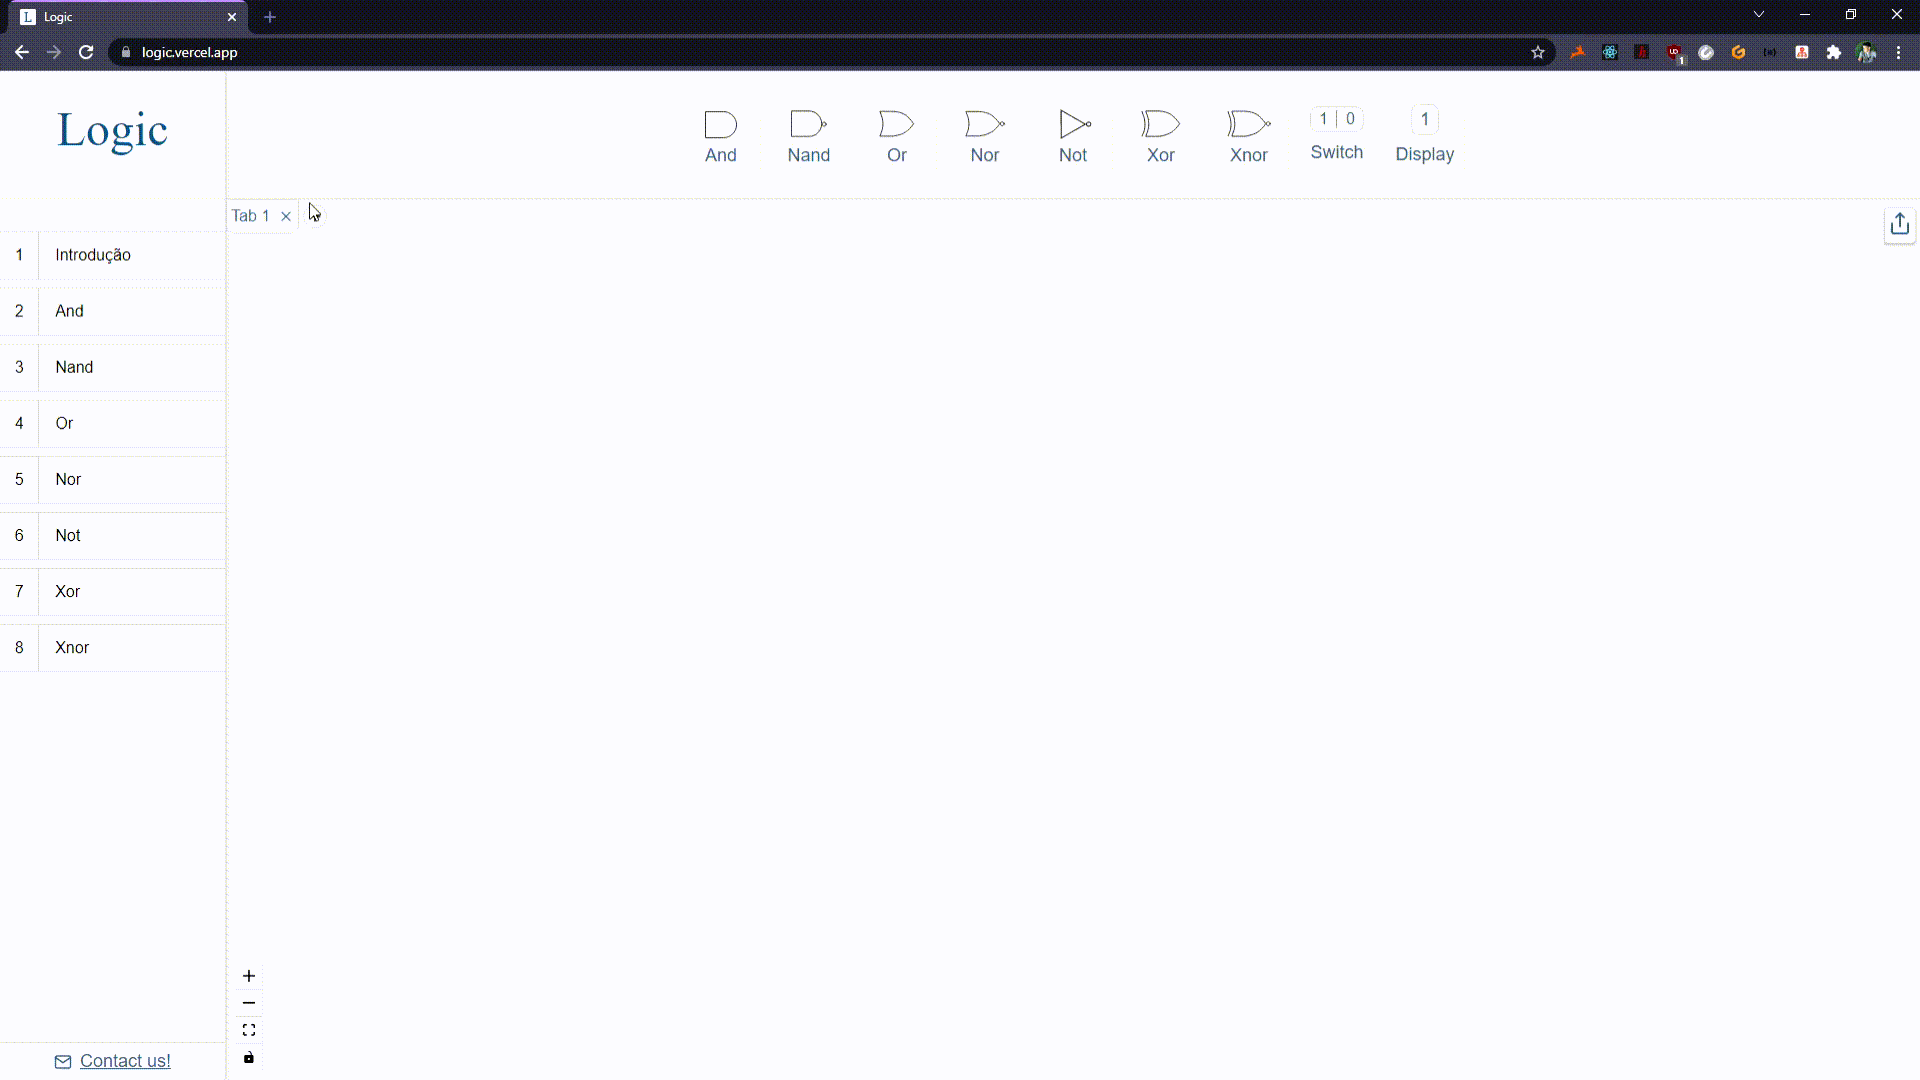 L Logic
logic.vercel.app
Logic
And
Nand
Or
Nor
Not
Xor
Xnor
1 | 0
Switch
1
Display
Tab 1
1 Introdução
2 And
3 Nand
4 Or
5 Nor
6 Not
7 Xor
8 Xnor
Contact us!